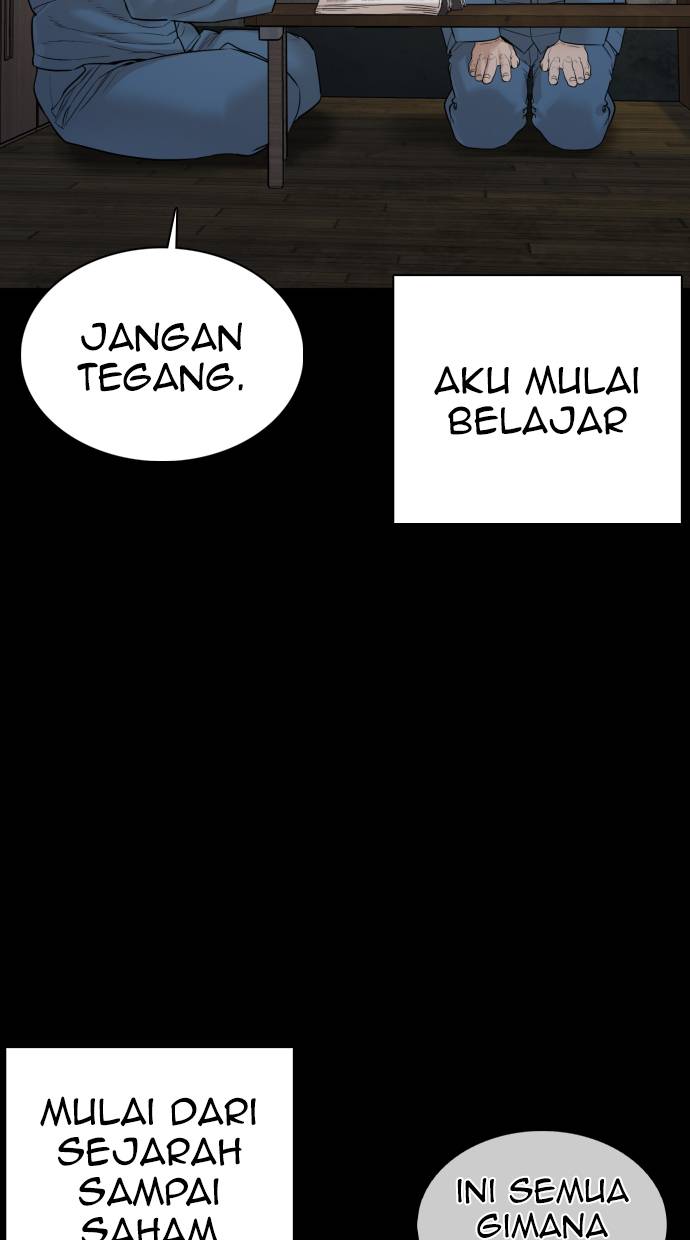 JANGAN
TEGANG.
AKU MULAI
BELAJAR
MULAI DARI
SEJARAH
SAMPAI
SAHAM
INI SEMUA
GIMANA